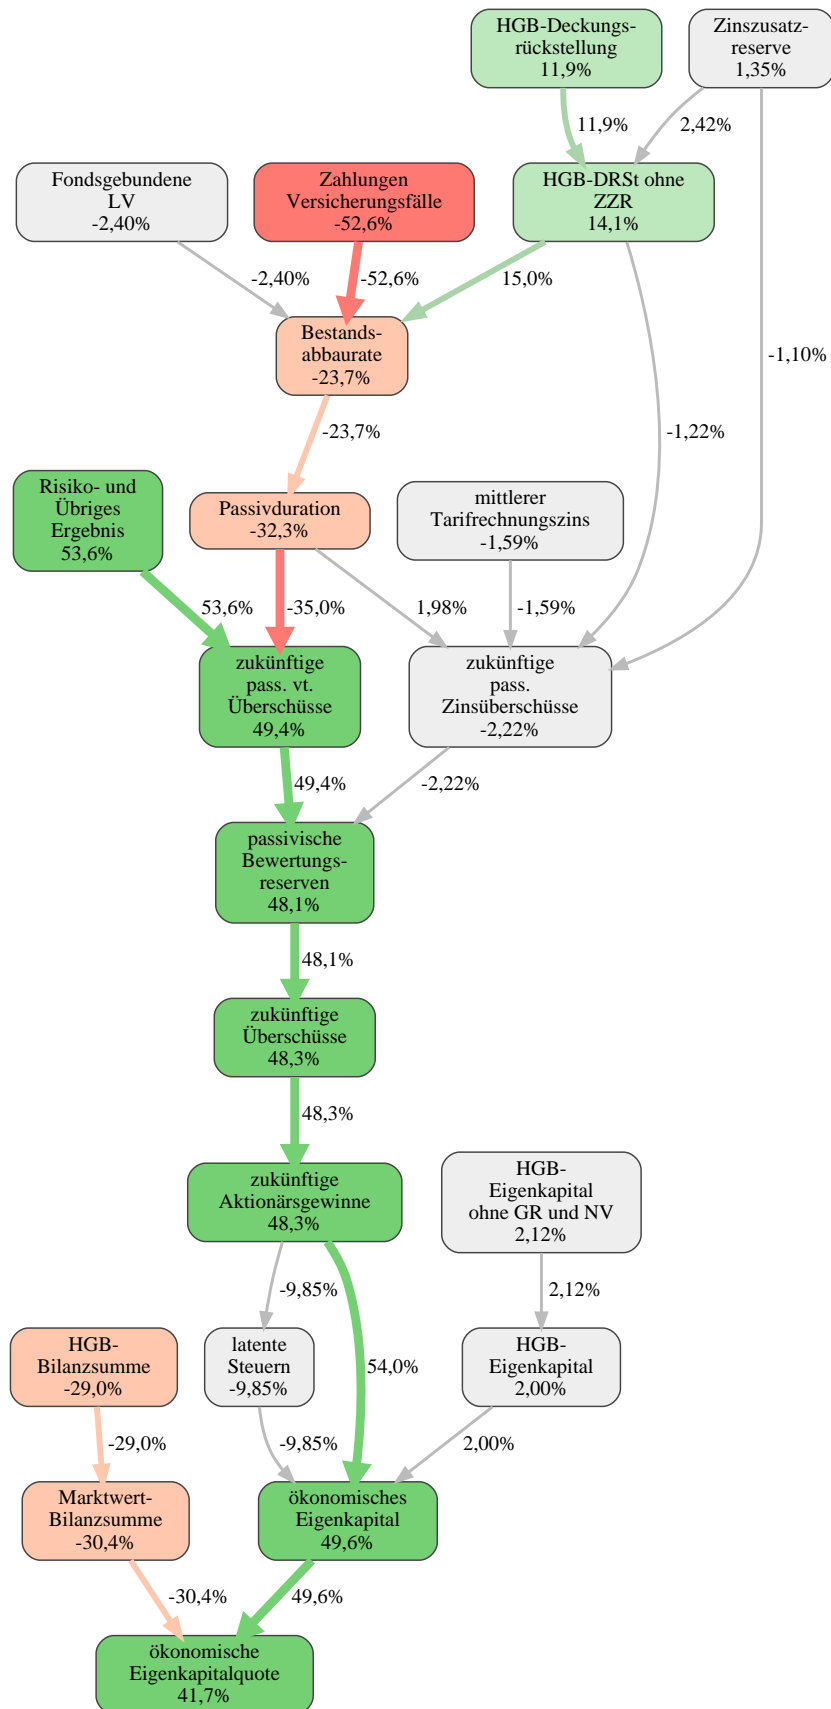 HGB-Deckungs-
rückstellung
11,9%
Zinszusatz-
reserve
1,35%
11,9%
2,42%
Fondsgebundene
LV
-2,40%
Zahlungen
Versicherungsfälle
-52,6%
HGB-DRSt ohne
ZZR
14,1%
-2,40%
-52,6%
15,0%
Bestands-
abbaurate
-23,7%
-1,10%
-23,7%
-1,22%
Risiko- und
Übriges
Ergebnis
53,6%
Passivduration
-32,3%
mittlerer
Tarifrechnungszins
-1,59%
53,6%
-35,0%
1,98%
-1,59%
zukünftige
pass. vt.
Überschüsse
49,4%
zukünftige
pass.
Zinsüberschüsse
-2,22%
49,4%
-2,22%
passivische
Bewertungs-
reserven
48,1%
48,1%
zukünftige
Überschüsse
48,3%
48,3%
zukünftige
Aktionärsgewinne
48,3%
HGB-
Eigenkapital
ohne GR und NV
2,12%
-9,85%
2,12%
HGB-
Bilanzsumme
-29,0%
latente
Steuern
-9,85%
54,0%
HGB-
Eigenkapital
2,00%
-29,0%
-9,85%
2,00%
Marktwert-
Bilanzsumme
-30,4%
ökonomisches
Eigenkapital
49,6%
-30,4%
49,6%
ökonomische
Eigenkapitalquote
41,7%